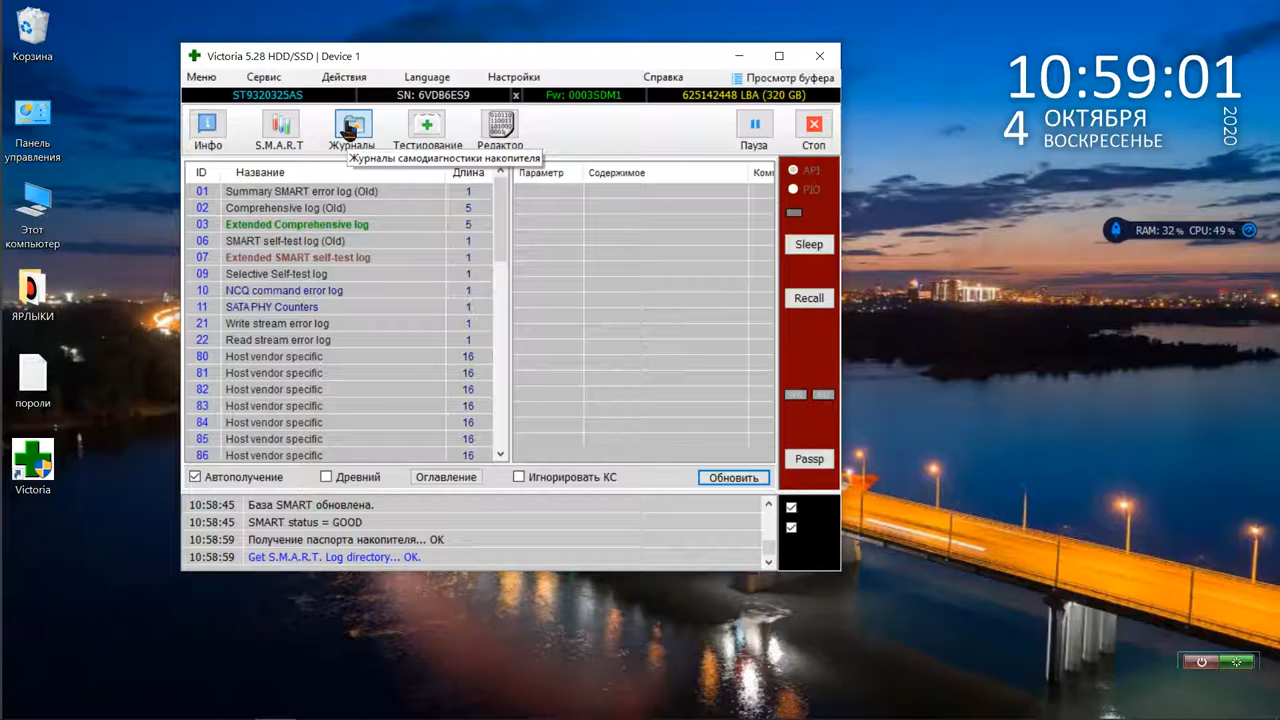 Корзина
Панель
управления
Этот
компьютер
ЯРЛЫКИ
пороли
Victoria
Victoria 5.28 HDD/SSD | Device 1
Меню Сервис Действия Language Настройки Справка Просмотр буфера
ST9320325AS SN: 6VDB6ES9 x Fw: 0003SDM1 625142448 LBA (320 GB)
Инфо S.M.A.R.T Журналы Тестирование Редактор Пауза Stop
Журналы самодиагностики накопителя
ID Название Длина Параметр Содержимое
01 Summary SMART error log (Old) 1
02 Comprehensive log (Old) 5
03 Extended Comprehensive log 5
06 SMART self-test log (Old) 1
07 Extended SMART self-test log 1
09 Selective Self-test log 1
10 NCQ command error log 1
11 SATA PHY Counters 1
21 Write stream error log 1
22 Read stream error log 1
80 Host vendor specific 16
81 Host vendor specific 16
82 Host vendor specific 16
83 Host vendor specific 16
84 Host vendor specific 16
85 Host vendor specific 16
86 Host vendor specific 16
API
PIO
Sleep
Recall
Passp
Автополучение Древний Оглавление Игнорировать КС Обновить
10:58:45 База SMART обновлена.
10:58:45 SMART status = GOOD
10:58:59 Получение паспорта накопителя... OK
10:58:59 Get S.M.A.R.T. Log directory... OK.
10:59:01
4 ОКТЯБРЯ
ВОСКРЕСЕНЬЕ
2020
RAM: 32% CPU: 49%